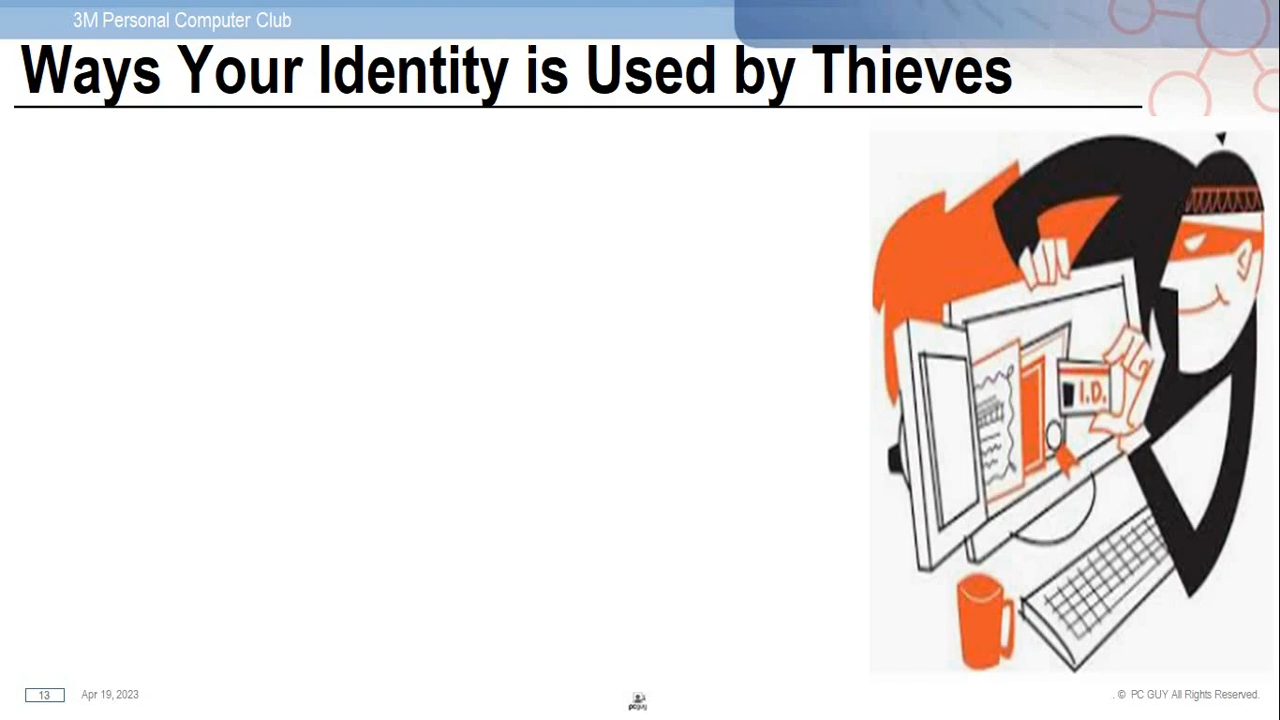 3M Personal Computer Club
Ways Your Identity is Used by Thieves
I.D.
13
Apr 19, 2023
. © PC GUY All Rights Reserved.